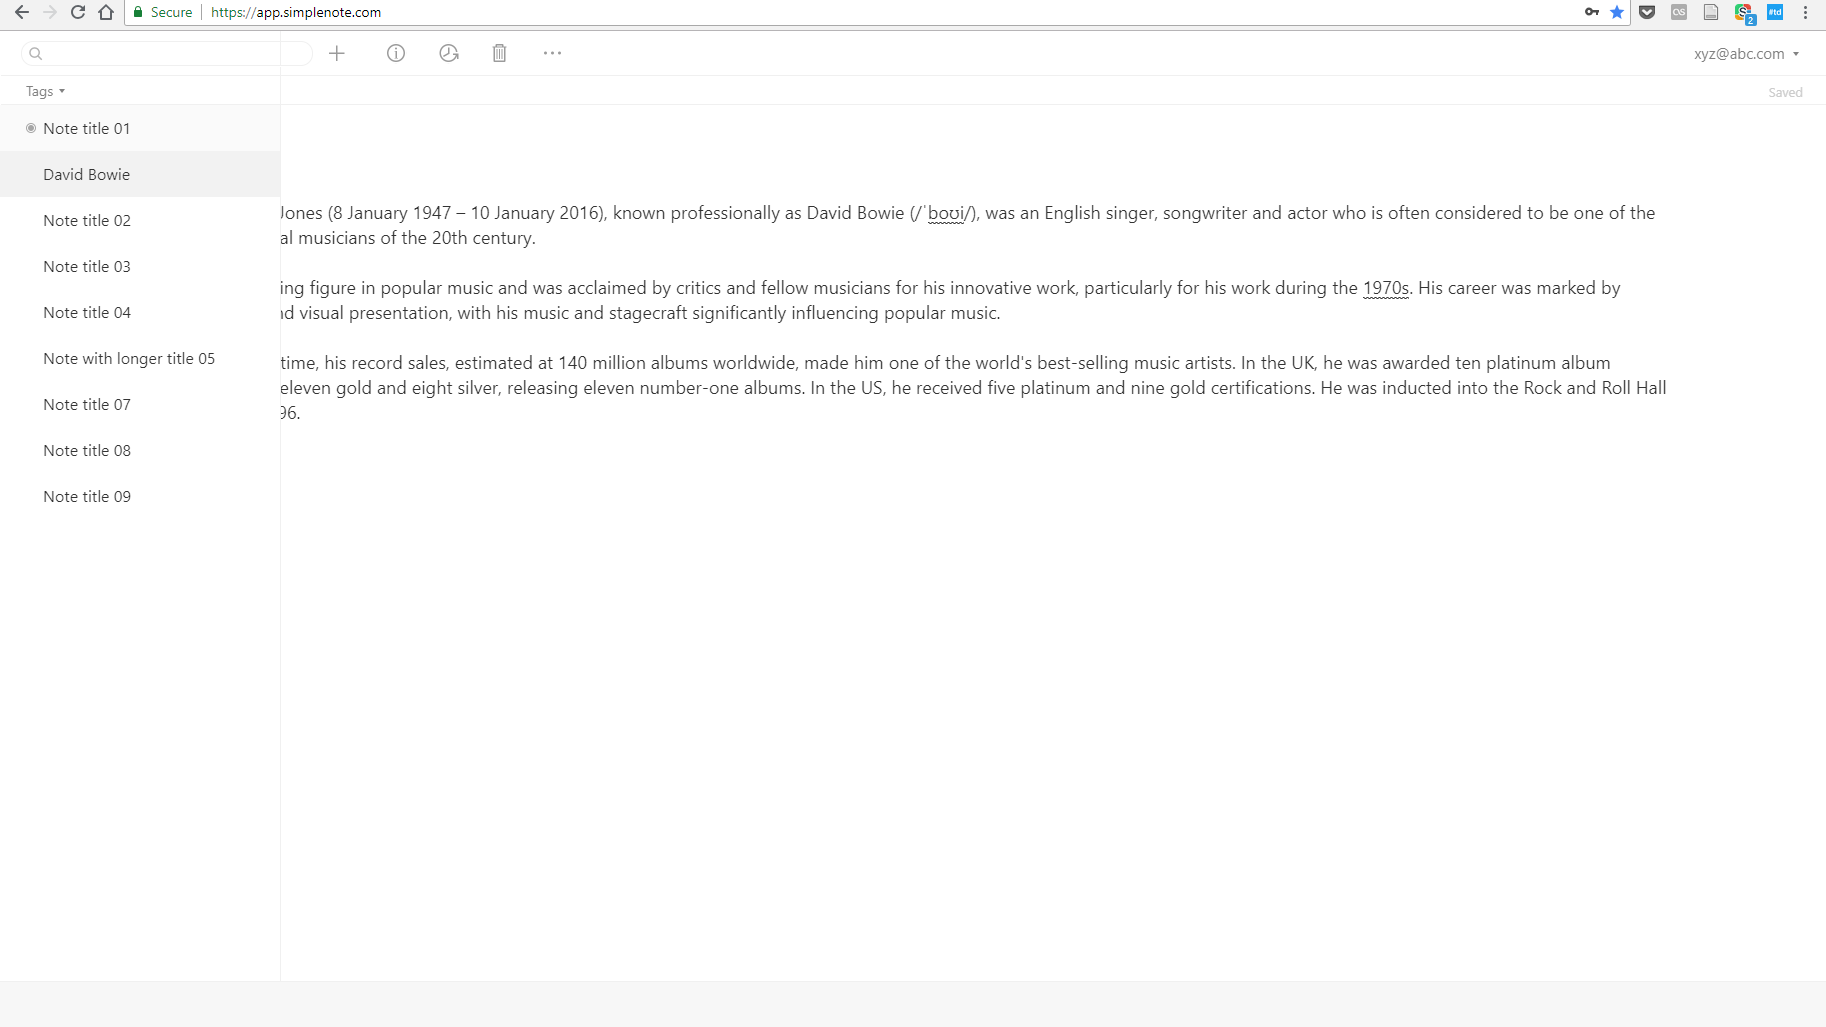 Secure https://app.simplenote.com
2 #td
xyz@abc.com
Tags
Saved
Note title 01
David Bowie
Note title 02
Note title 03
Note title 04
Note with longer title 05
Note title 07
Note title 08
Note title 09
Jones (8 January 1947 – 10 January 2016), known professionally as David Bowie (/ˈboʊi/), was an English singer, songwriter and actor who is often considered to be one of the
al musicians of the 20th century.
ing figure in popular music and was acclaimed by critics and fellow musicians for his innovative work, particularly for his work during the 1970s. His career was marked by
nd visual presentation, with his music and stagecraft significantly influencing popular music.
time, his record sales, estimated at 140 million albums worldwide, made him one of the world's best-selling music artists. In the UK, he was awarded ten platinum album
eleven gold and eight silver, releasing eleven number-one albums. In the US, he received five platinum and nine gold certifications. He was inducted into the Rock and Roll Hall
96.